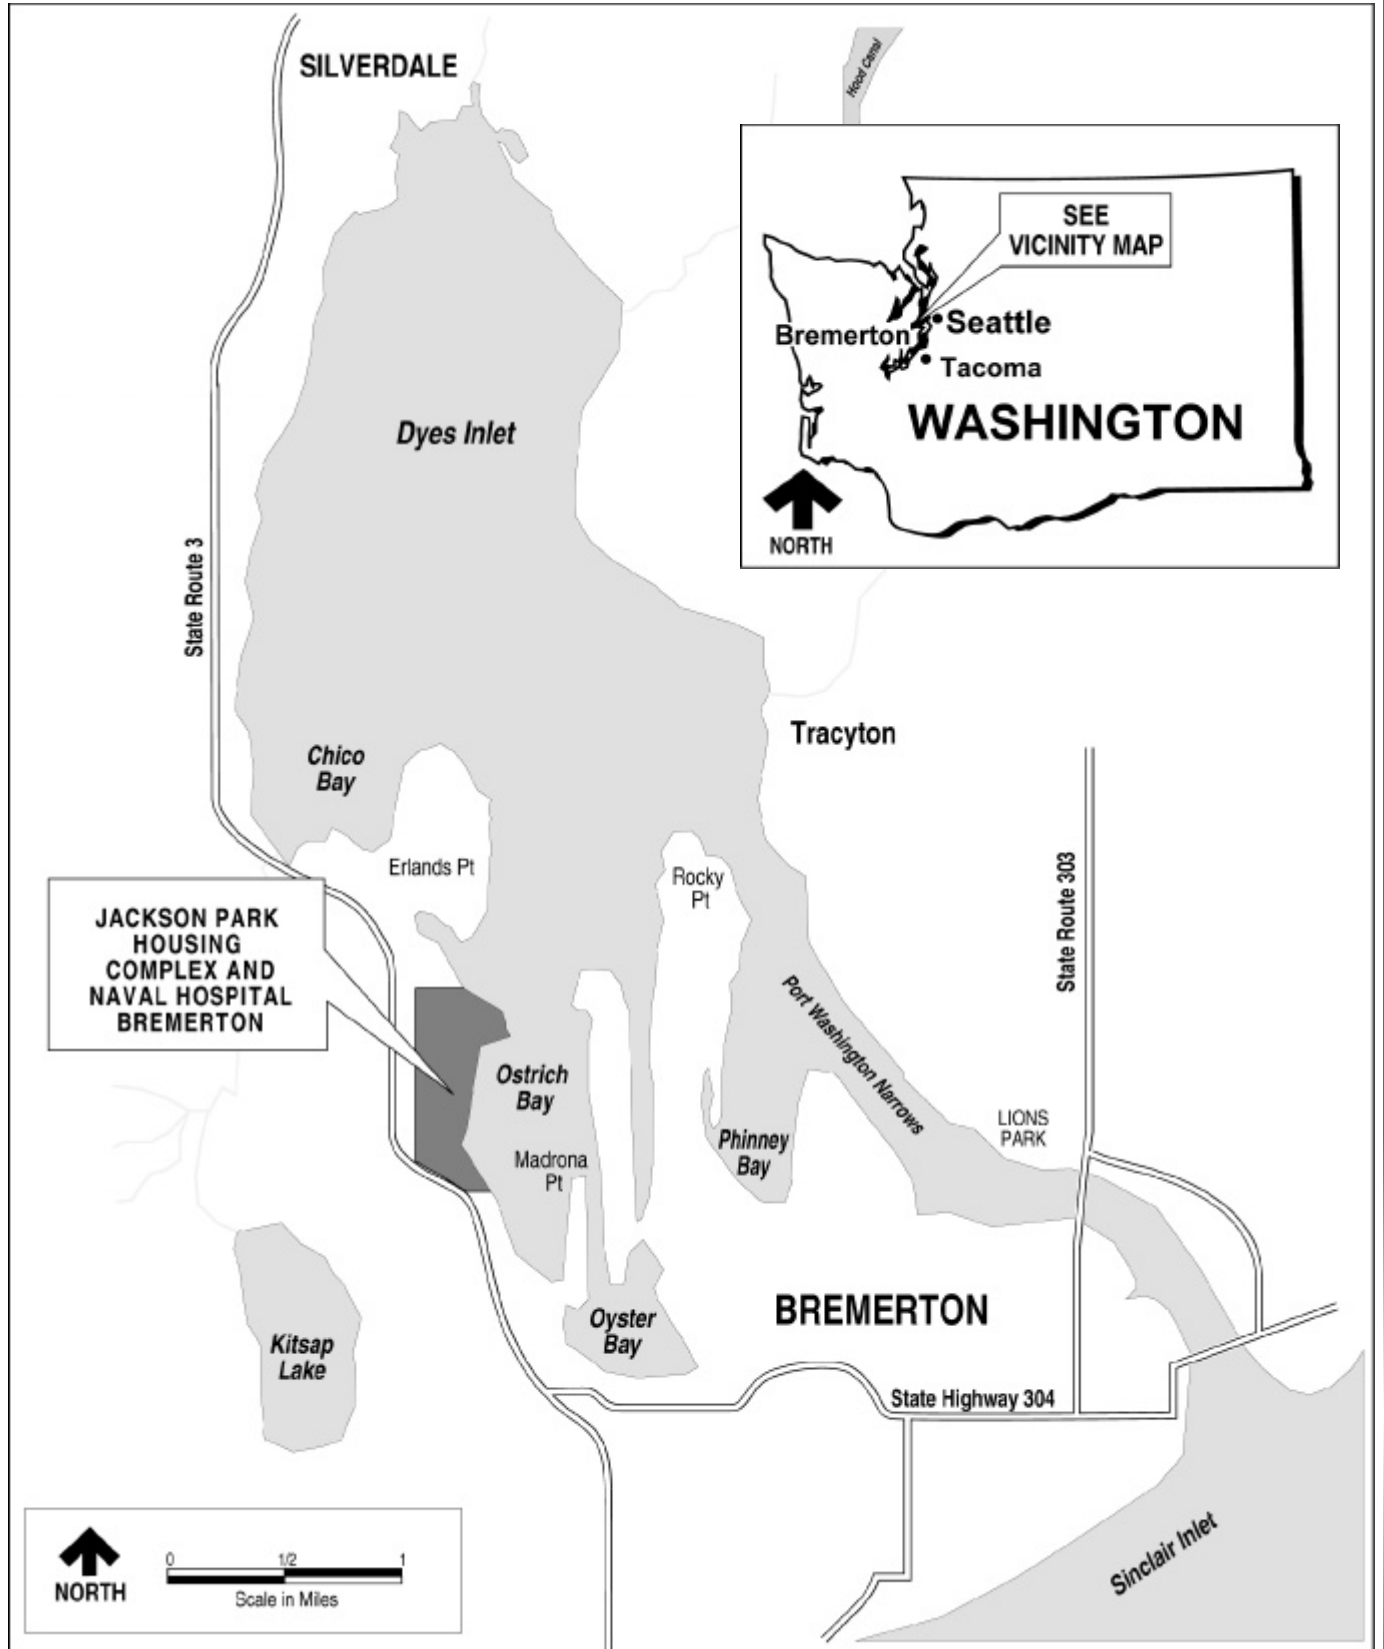 SILVERDALE
Hood Canal
SEE
VICINITY MAP
Bremerton
Seattle
Tacoma
WASHINGTON
NORTH
Dyes Inlet
State Route 3
Tracyton
Chico
Bay
Erlands Pt
Rocky
Pt
State Route 303
JACKSON PARK
HOUSING
COMPLEX AND
NAVAL HOSPITAL
BREMERTON
Port Washington Narrows
Ostrich
Bay
LIONS
PARK
Phinney
Bay
Madrona
Pt
BREMERTON
Oyster
Bay
Kitsap
Lake
State Highway 304
Sinclair Inlet
NORTH
0 1/2 1
Scale in Miles